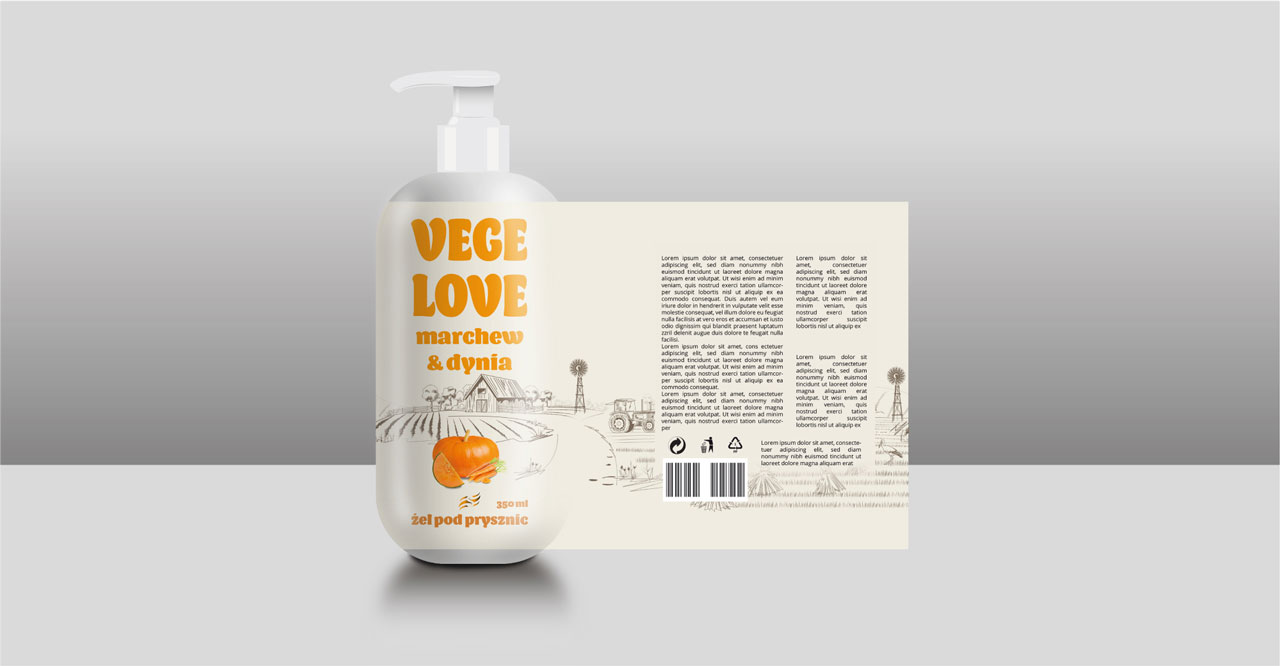 VEGE
LOVE
marchew
& dynia
350 ml
żel pod prysznic
Lorem ipsum dolor sit amet, consectetuer
adipiscing elit, sed diam nonummy nibh
euismod tincidunt ut laoreet dolore magna
aliquam erat volutpat. Ut wisi enim ad minim
veniam, quis nostrud exerci tation ullamcor-
per suscipit lobortis nisl ut aliquip ex ea
commodo consequat. Duis autem vel eum
iriure dolor in hendrerit in vulputate velit esse
molestie consequat, vel illum dolore eu feugiat
nulla facilisis at vero eros et accumsan et iusto
odio dignissim qui blandit praesent luptatum
zzril delenit augue duis dolore te feugait nulla
facilisi.
Lorem ipsum dolor sit amet, cons ectetuer
adipiscing elit, sed diam nonummy nibh
euismod tincidunt ut laoreet dolore magna
aliquam erat volutpat. Ut wisi enim ad minim
veniam, quis nostrud exerci tation ullamcor-
per suscipit lobortis nisl ut aliquip ex ea
commodo consequat.
Lorem ipsum dolor sit amet, consectetuer
adipiscing elit, sed diam nonummy nibh
euismod tincidunt ut laoreet dolore magna
aliquam erat volutpat. Ut wisi enim ad minim
veniam, quis nostrud exerci tation ullamcor-
per
Lorem ipsum dolor sit
amet, consectetuer
adipiscing elit, sed diam
nonummy nibh euismod
tincidunt ut laoreet dolore
magna aliquam erat
volutpat. Ut wisi enim ad
minim veniam, quis
nostrud exerci tation
ullamcorper suscipit
lobortis nisl ut aliquip ex
Lorem ipsum dolor sit
amet, consectetuer
adipiscing elit, sed diam
nonummy nibh euismod
tincidunt ut laoreet dolore
magna aliquam erat
volutpat. Ut wisi enim ad
minim veniam, quis
nostrud exerci tation
ullamcorper suscipit
lobortis nisl ut aliquip ex ey
Lorem ipsum dolor sit amet, consecte-
tuer adipiscing elit, sed diam
nonummy nibh euismod tincidunt ut
laoreet dolore magna aliquam erat